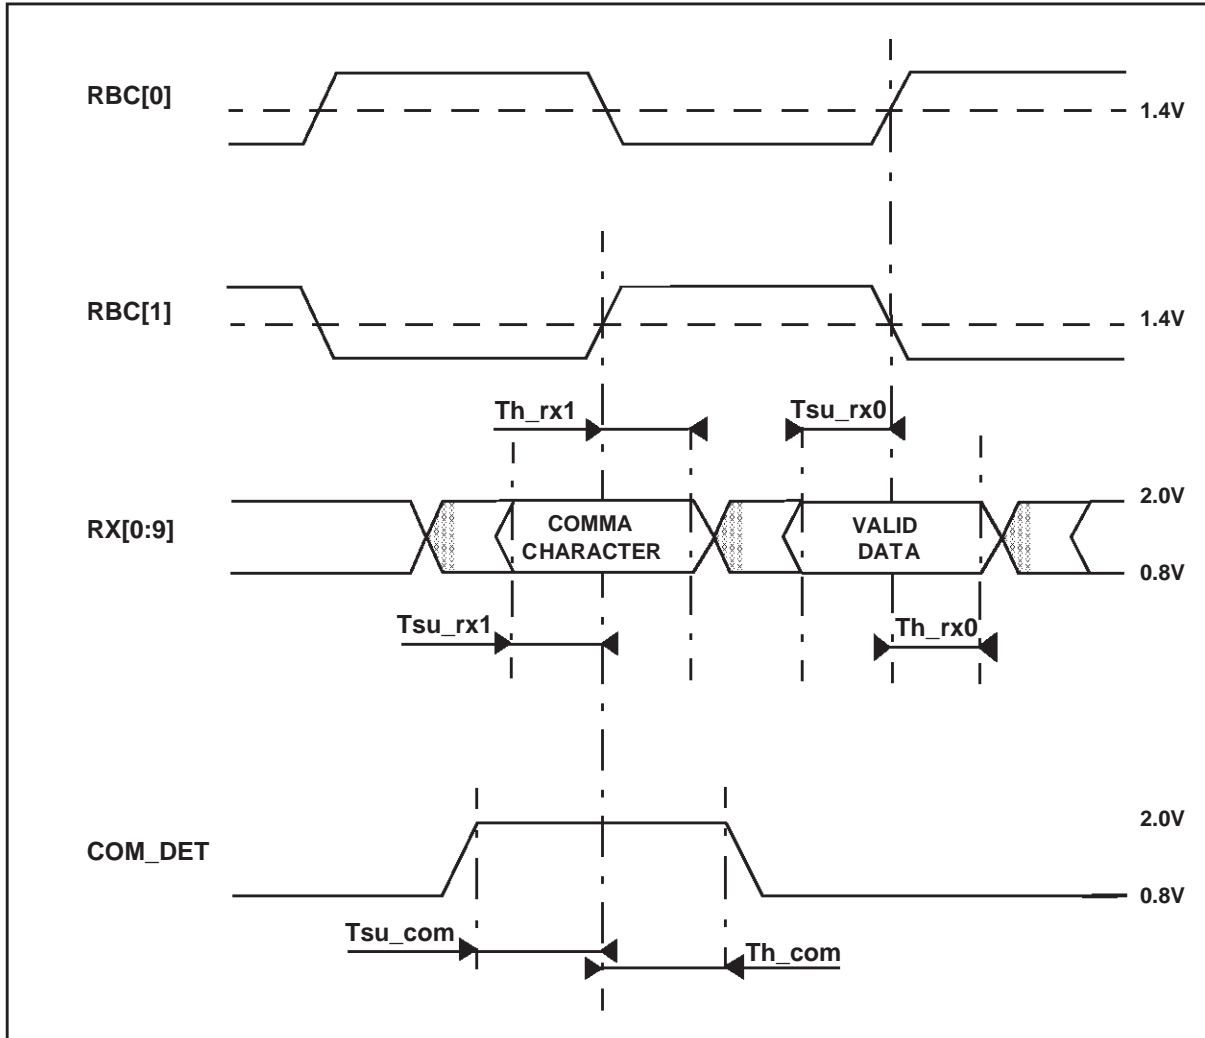 RBC[0]
1.4V
RBC[1]
1.4V
Th_rx1
Tsu_rx0
2.0V
RX[0:9]
COMMA
CHARACTER
VALID
DATA
0.8V
Tsu_rx1
Th_rx0
2.0V
COM_DET
0.8V
Tsu_com
Th_com